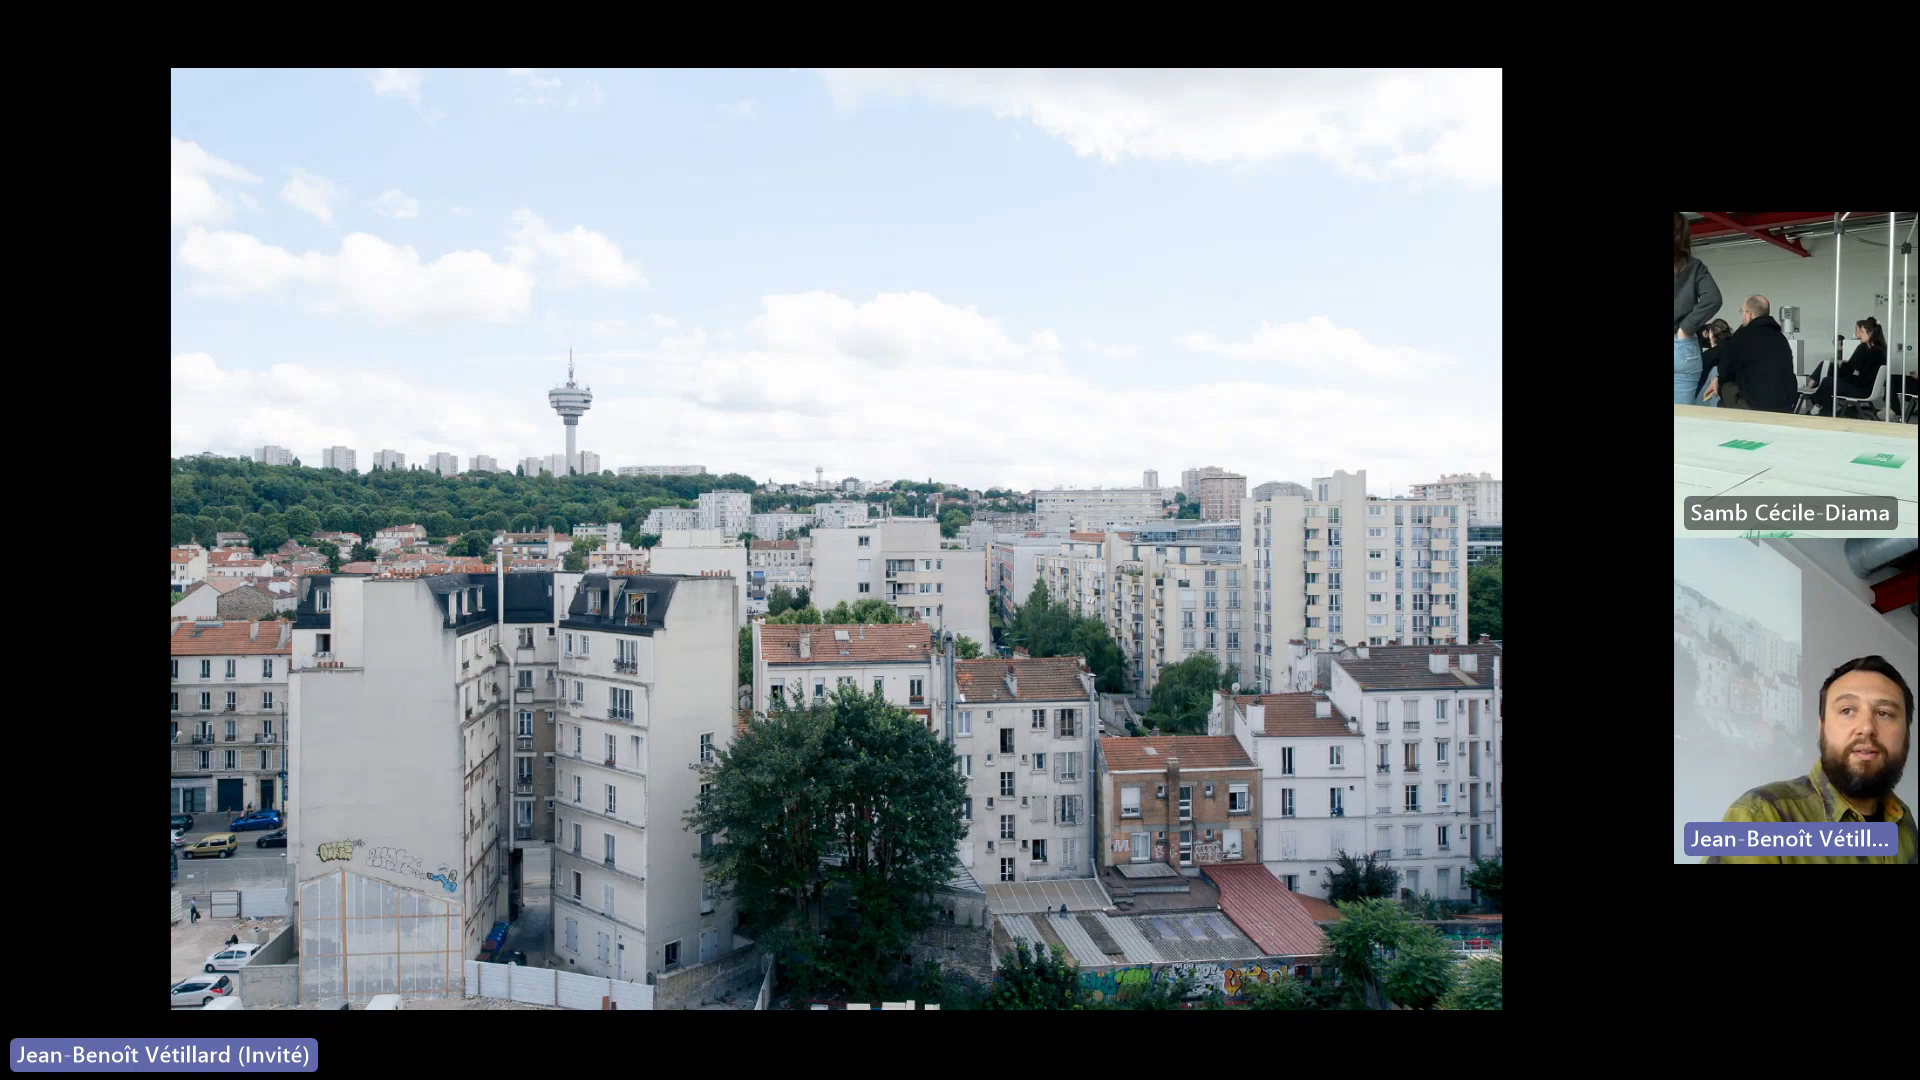 Samb Cécile-Diama
Jean-Benoît Vétill...
Jean-Benoît Vétillard (Invité)